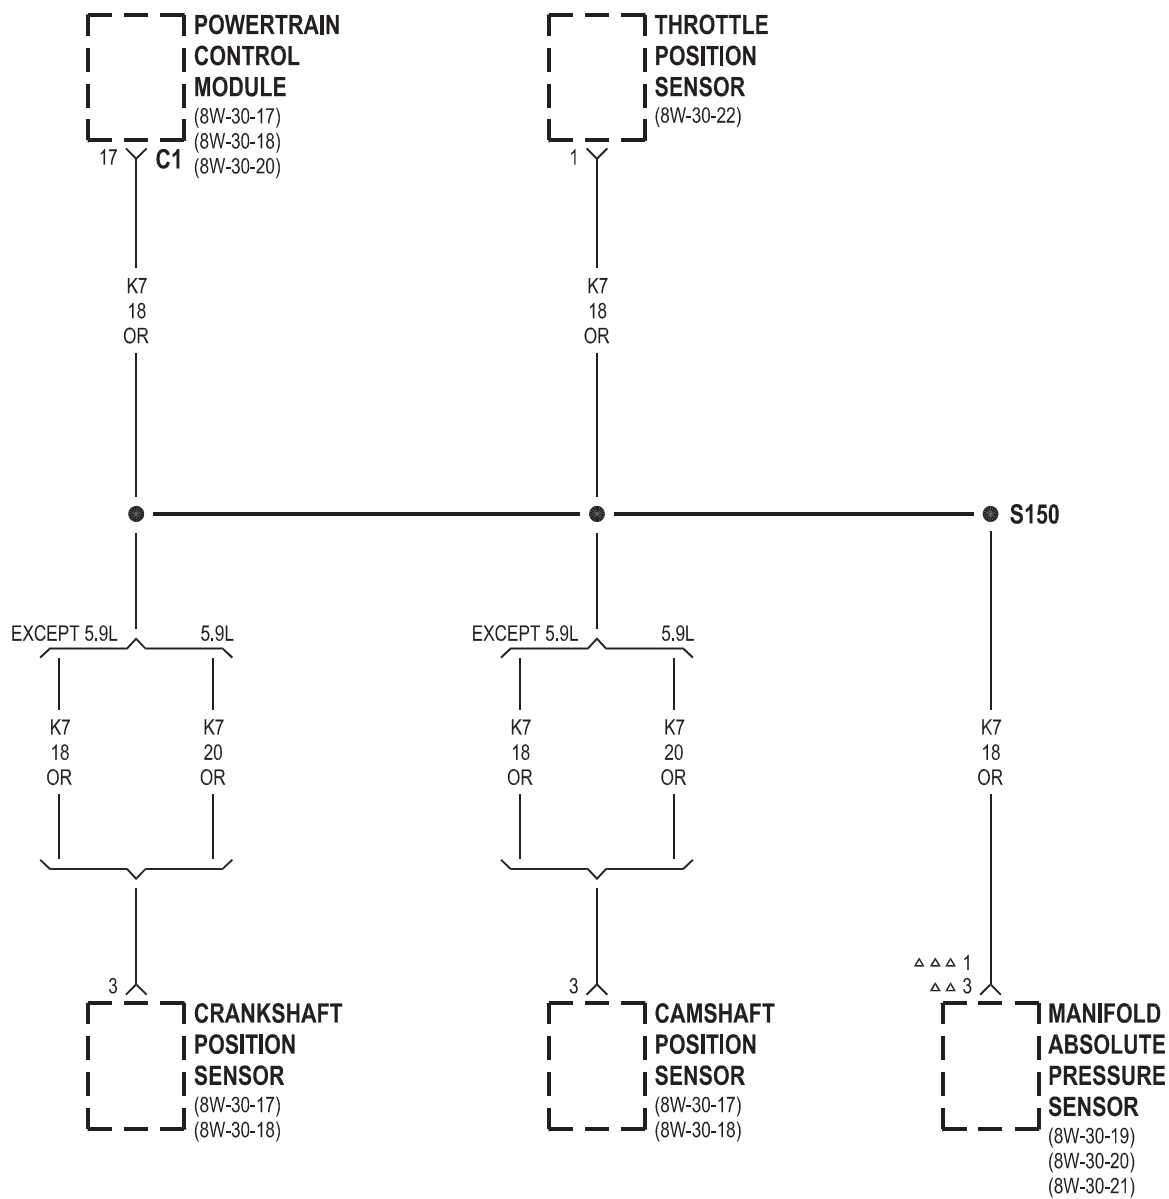 POWERTRAIN
CONTROL
MODULE
(8W-30-17)
(8W-30-18)
(8W-30-20)
17
C1
THROTTLE
POSITION
SENSOR
(8W-30-22)
1
K7
18
OR
K7
18
OR
S150
EXCEPT 5.9L
5.9L
EXCEPT 5.9L
5.9L
K7
18
OR
K7
20
OR
K7
18
OR
K7
20
OR
K7
18
OR
3
CRANKSHAFT
POSITION
SENSOR
(8W-30-17)
(8W-30-18)
3
CAMSHAFT
POSITION
SENSOR
(8W-30-17)
(8W-30-18)
△ △ △ 1
△ △ 3
MANIFOLD
ABSOLUTE
PRESSURE
SENSOR
(8W-30-19)
(8W-30-20)
(8W-30-21)